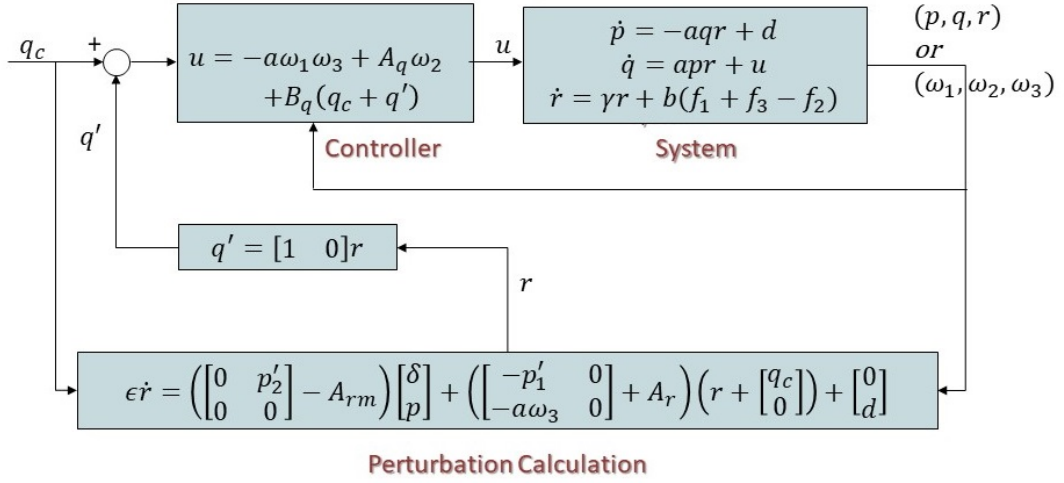 q_c
+
u = −aω₁ω₃ + A_qω₂
+B_q(q_c + q′)
u
ṗ = −aqr + d
q̇ = apr + u
ṙ = γr + b(f₁ + f₃ − f₂)
(p, q, r)
or
(ω₁, ω₂, ω₃)
q′
Controller
System
q′ = [1 0]r
r
ϵṙ = ([0 p′₂; 0 0] − A_rm)[δ; p] + ([−p′₁ 0; −aω₃ 0] + A_r)(r + [q_c; 0]) + [0; d]
Perturbation Calculation